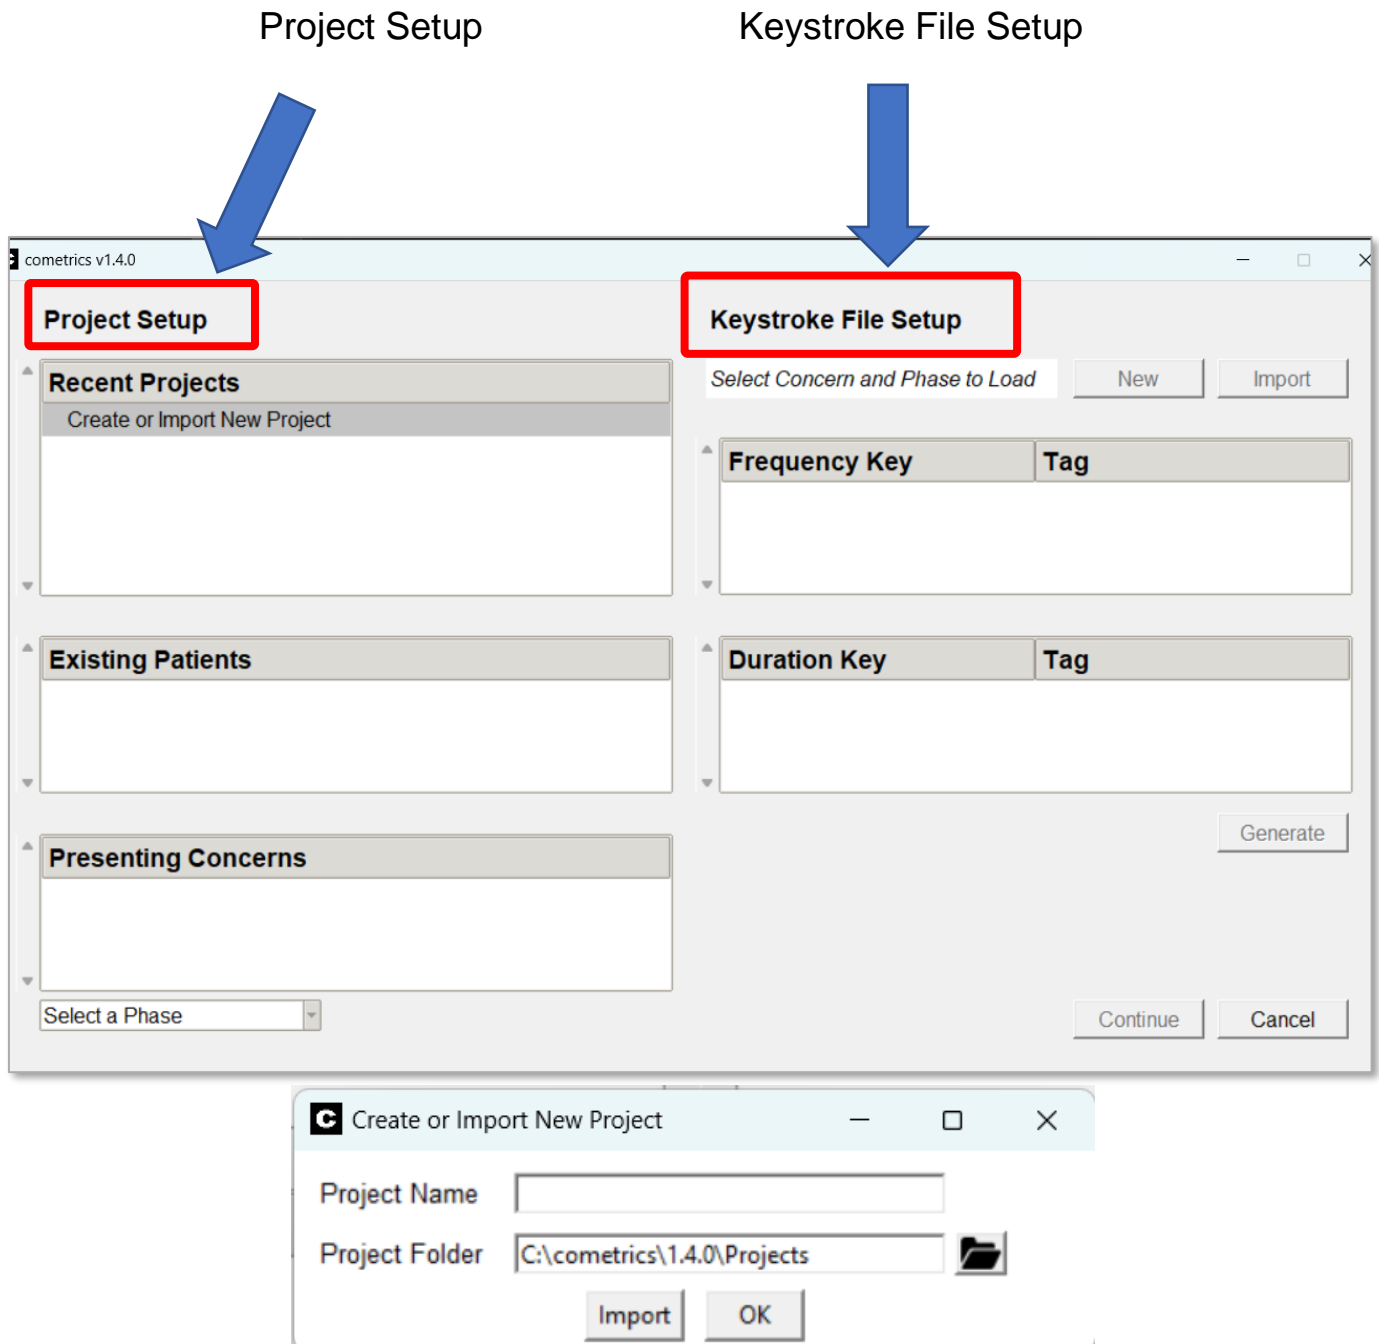 Project Setup
Keystroke File Setup
cometrics v1.4.0
Project Setup
Recent Projects
Create or Import New Project
Existing Patients
Presenting Concerns
Select a Phase
Keystroke File Setup
Select Concern and Phase to Load New Import
Frequency Key Tag
Duration Key Tag
Generate
Continue Cancel
C Create or Import New Project
Project Name
Project Folder C:\cometrics\1.4.0\Projects
Import OK